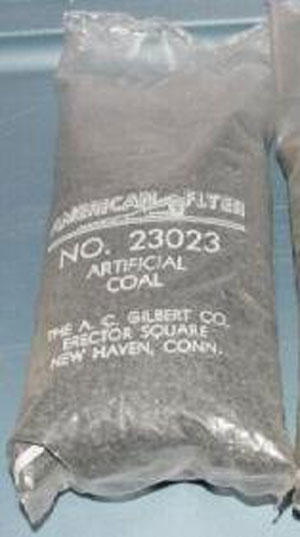 AMERICAN FLYER
NO. 23023
ARTIFICIAL
COAL
THE A. C. GILBERT CO.
ERECTOR SQUARE
NEW HAVEN, CONN.